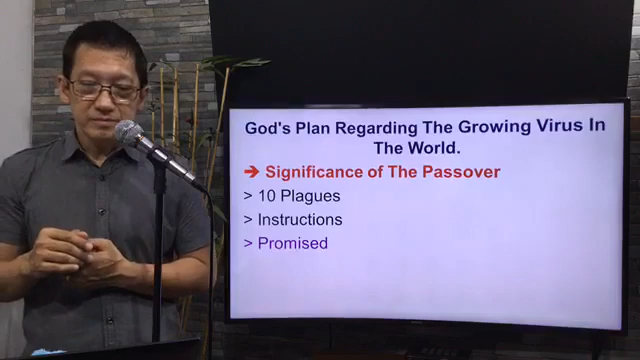 God's Plan Regarding The Growing Virus In
The World.
➔ Significance of The Passover
> 10 Plagues
> Instructions
> Promised